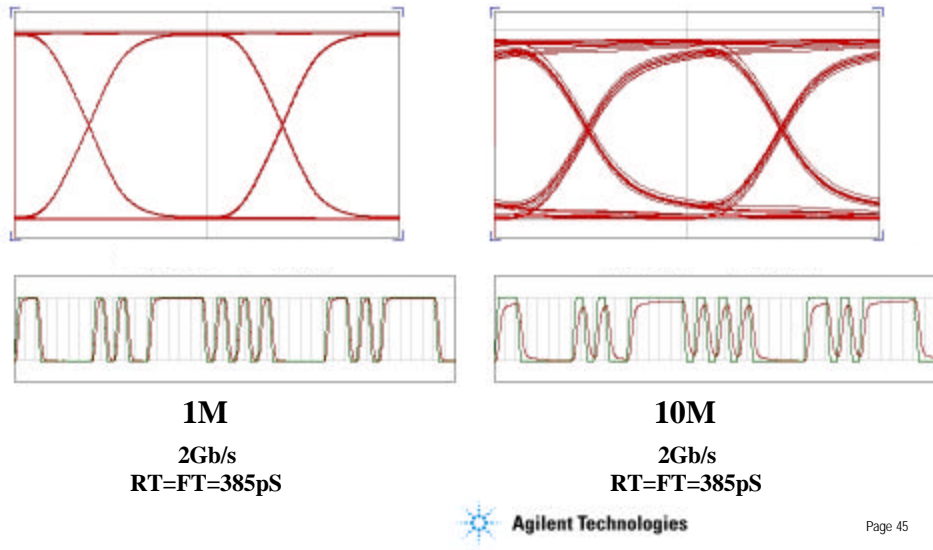 1M
10M
2Gb/s
2Gb/s
RT=FT=385pS
RT=FT=385pS
Agilent Technologies
Page 45